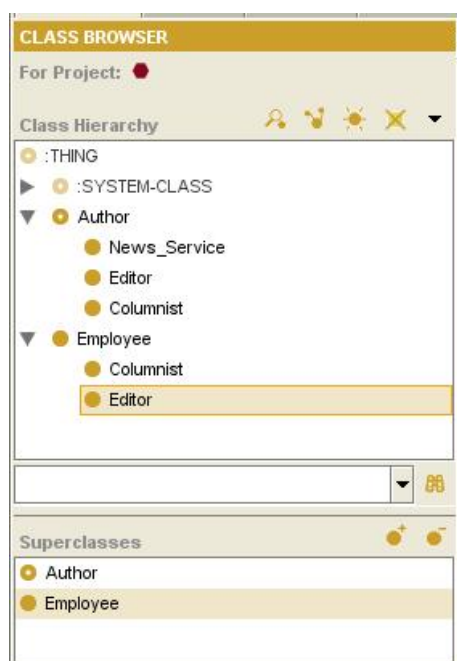 CLASS BROWSER
For Project:
Class Hierarchy
:THING
:SYSTEM-CLASS
Author
News_Service
Editor
Columnist
Employee
Columnist
Editor
Superclasses
Author
Employee